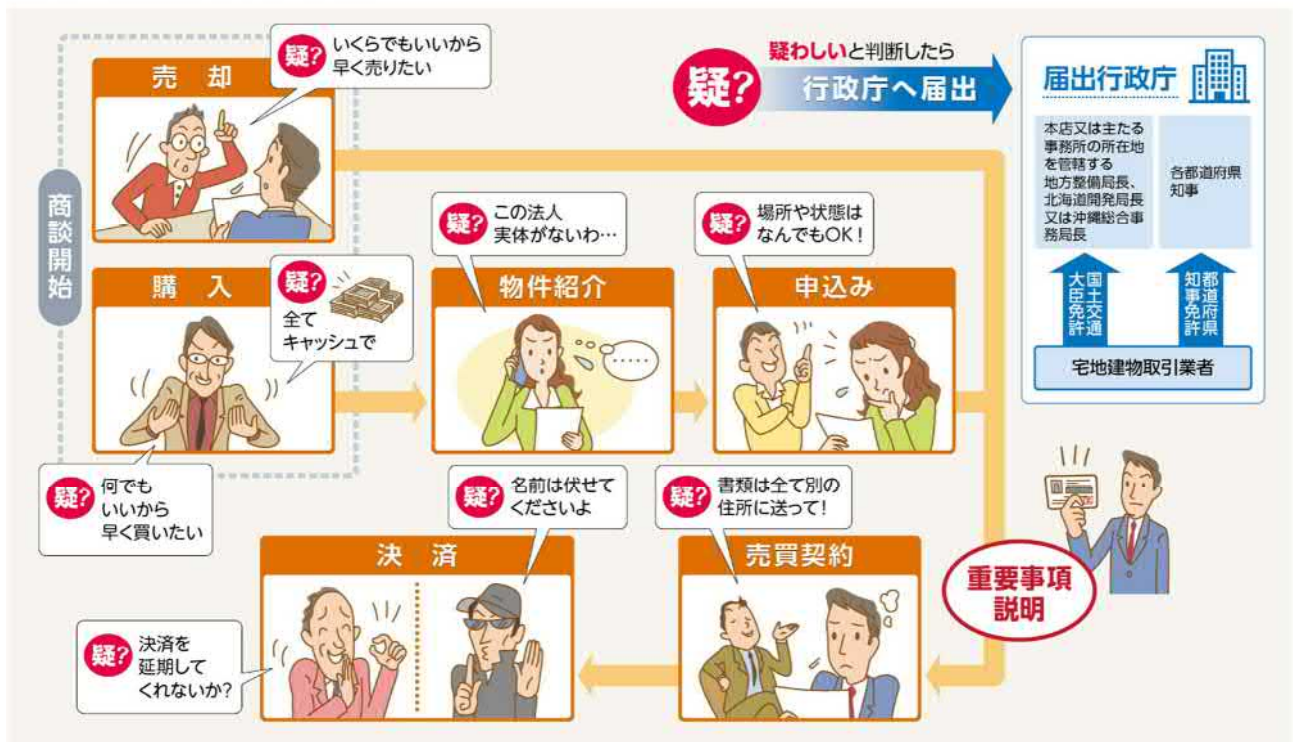 商談開始
売 却
疑?
いくらでもいいから
早く売りたい
購 入
疑?
全て
キャッシュで
疑?
何でも
いいから
早く買いたい
物件紹介
疑?
この法人
実体がないわ…
......
申込み
疑?
場所や状態は
なんでもOK!
重要事項
説明
売買契約
疑?
書類は全て別の
住所に送って!
決 済
疑?
名前は伏せて
くださいよ
疑?
決済を
延期して
くれないか?
疑?
疑わしいと判断したら
行政庁へ届出
届出行政庁
本店又は主たる
事務所の所在地
を管轄する
地方整備局長、
北海道開発局長
又は沖縄総合事
務局長
各都道府県
知事
国土交通
大臣免許
都道府県
知事免許
宅地建物取引業者